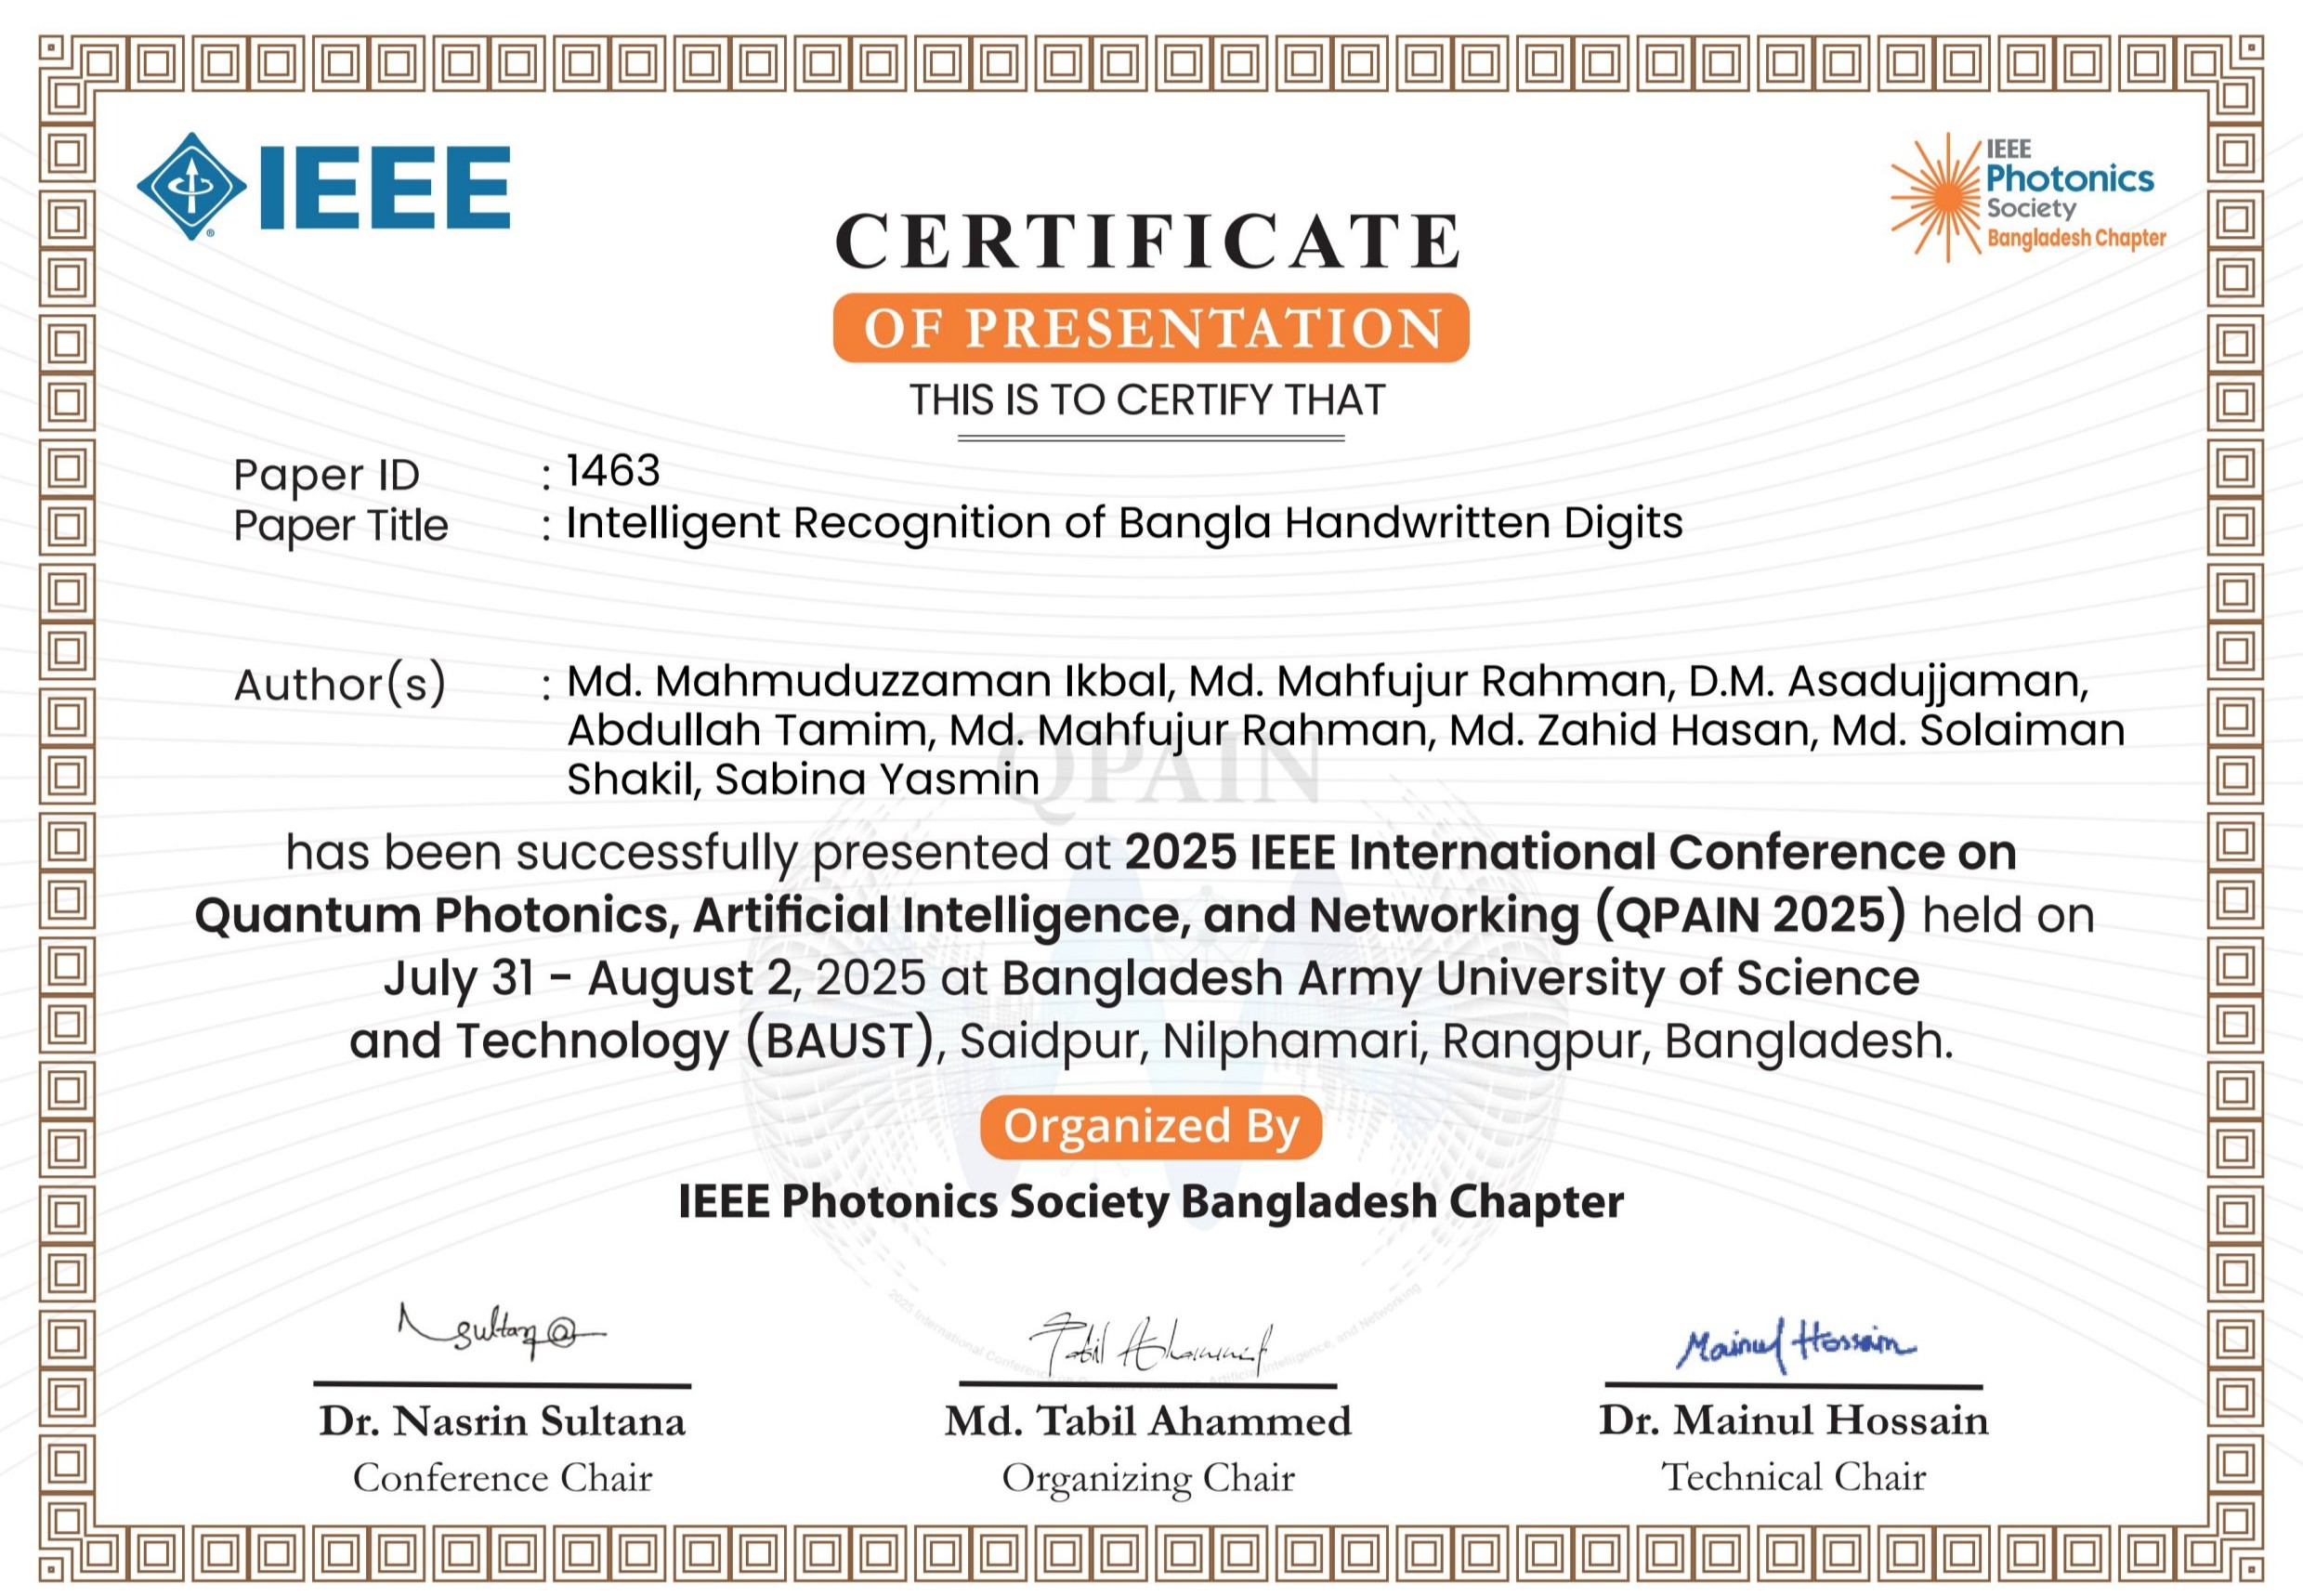 IEEE
IEEE
Photonics
Society
Bangladesh Chapter
CERTIFICATE
OF PRESENTATION
THIS IS TO CERTIFY THAT
Paper ID : 1463
Paper Title : Intelligent Recognition of Bangla Handwritten Digits
Author(s) : Md. Mahmuduzzaman Ikbal, Md. Mahfujur Rahman, D.M. Asadujjaman,
Abdullah Tamim, Md. Mahfujur Rahman, Md. Zahid Hasan, Md. Solaiman
Shakil, Sabina Yasmin
QPAIN
has been successfully presented at 2025 IEEE International Conference on
Quantum Photonics, Artificial Intelligence, and Networking (QPAIN 2025) held on
July 31 - August 2, 2025 at Bangladesh Army University of Science
and Technology (BAUST), Saidpur, Nilphamari, Rangpur, Bangladesh.
Organized By
IEEE Photonics Society Bangladesh Chapter
2025 International Conference on Artificial Intelligence, and Networking
Nsultana
Tabil Ahammed
Mainul Hossain
Dr. Nasrin Sultana
Md. Tabil Ahammed
Dr. Mainul Hossain
Conference Chair
Organizing Chair
Technical Chair